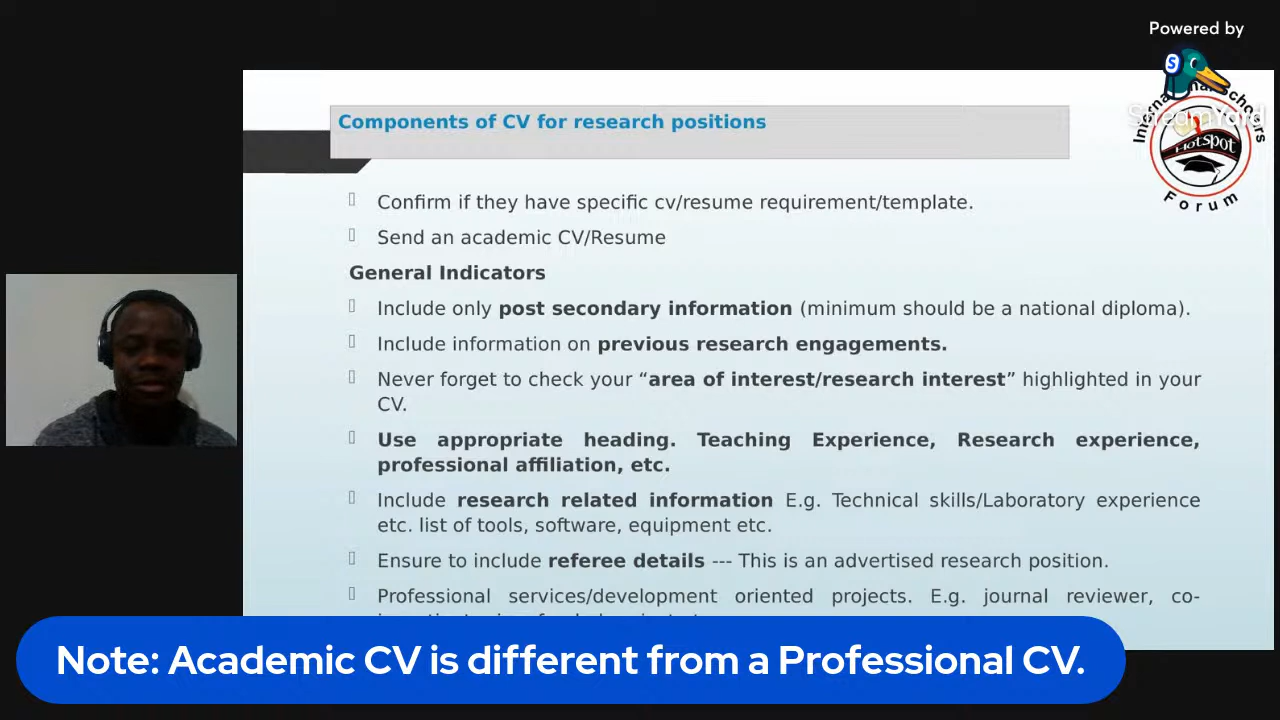 Powered by
StreamYard
International Scholars
HotSpot
Forum
Components of CV for research positions
Confirm if they have specific cv/resume requirement/template.
Send an academic CV/Resume
General Indicators
Include only post secondary information (minimum should be a national diploma).
Include information on previous research engagements.
Never forget to check your “area of interest/research interest” highlighted in your
CV.
Use appropriate heading. Teaching Experience, Research experience,
professional affiliation, etc.
Include research related information E.g. Technical skills/Laboratory experience
etc. list of tools, software, equipment etc.
Ensure to include referee details --- This is an advertised research position.
Professional services/development oriented projects. E.g. journal reviewer, co-
Note: Academic CV is different from a Professional CV.